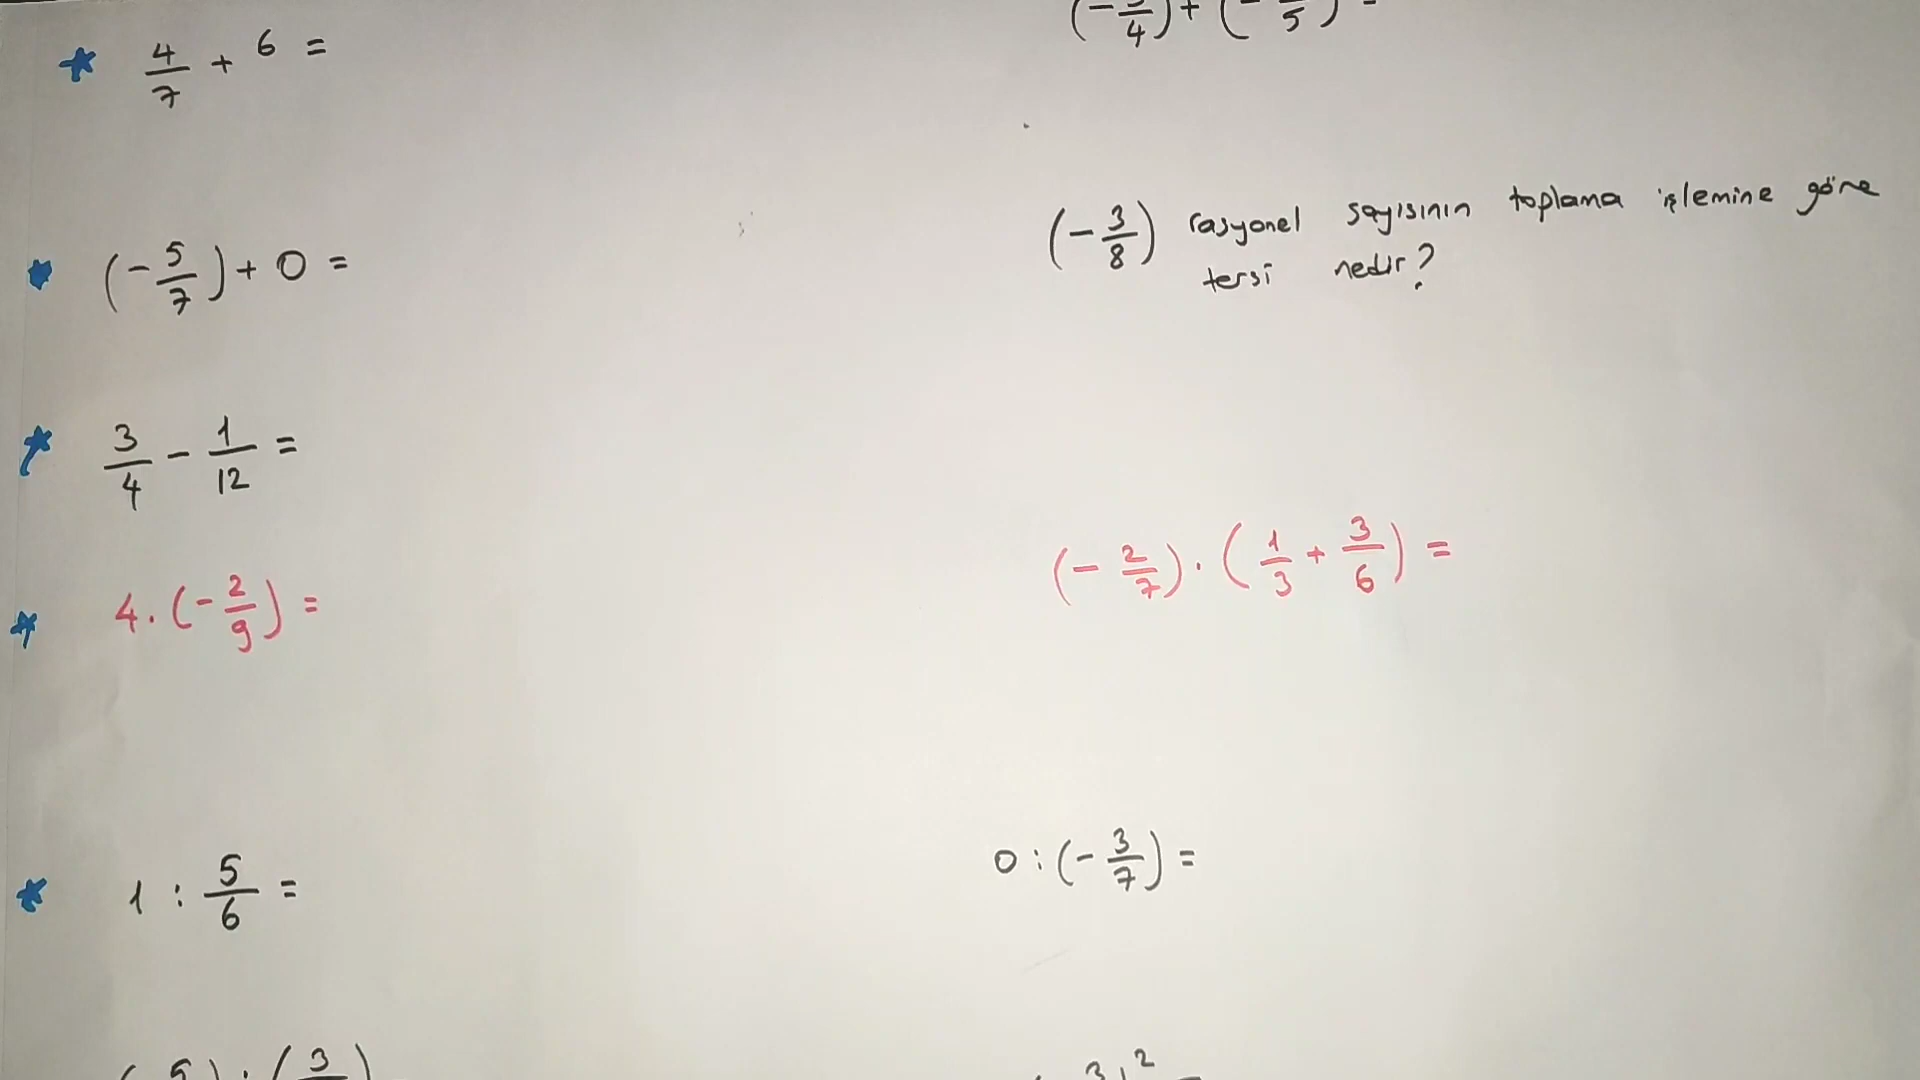 4/7 + 6 =
(-5/7) + 0 =
3/4 - 1/12 =
4 . (-2/9) =
1 : 5/6 =
(-3/8) rasyonel sayısının toplama işlemine göre
tersi nedir?
(-2/7) . (1/3 + 3/6) =
0 : (-3/7) =